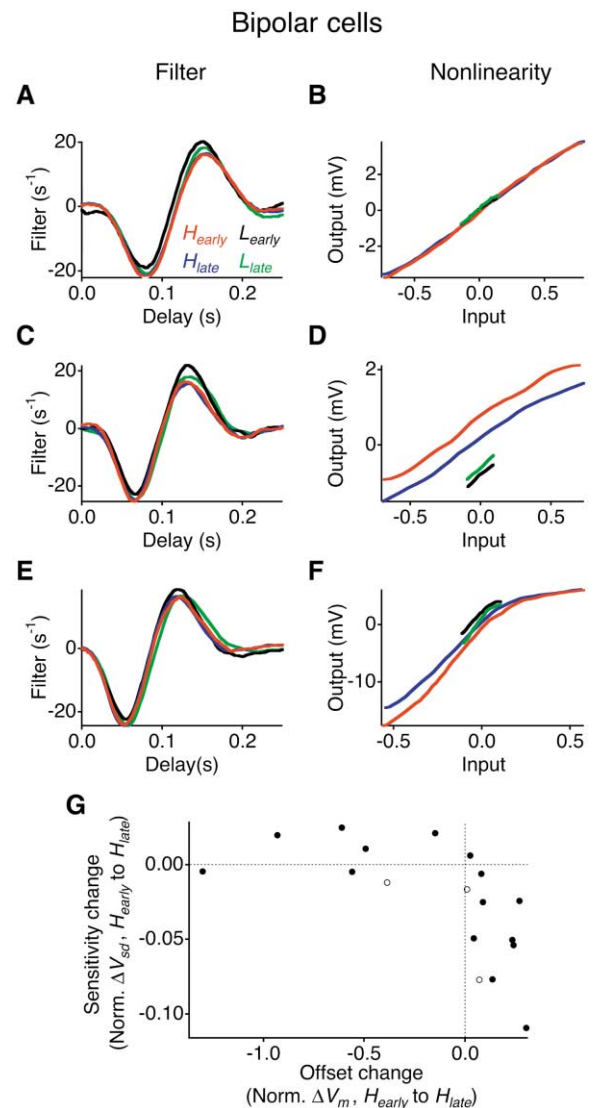 Bipolar cells
Filter
Nonlinearity
A
20
0
-20
Filter (s⁻¹)
H_early L_early
H_late L_late
0.0 0.1 0.2
Delay (s)
B
2
0
-2
Output (mV)
-0.5 0.0 0.5
Input
C
20
0
-20
Filter (s⁻¹)
0.0 0.1 0.2
Delay (s)
D
2
0
Output (mV)
-0.5 0.0 0.5
Input
E
0
-20
Filter (s⁻¹)
0.0 0.1 0.2
Delay(s)
F
0
-10
Output (mV)
-0.5 0.0 0.5
Input
G
Sensitivity change
(Norm. ΔV_sd , H_early to H_late)
0.00
-0.05
-0.10
-1.0 -0.5 0.0
Offset change
(Norm. ΔV_m , H_early to H_late)